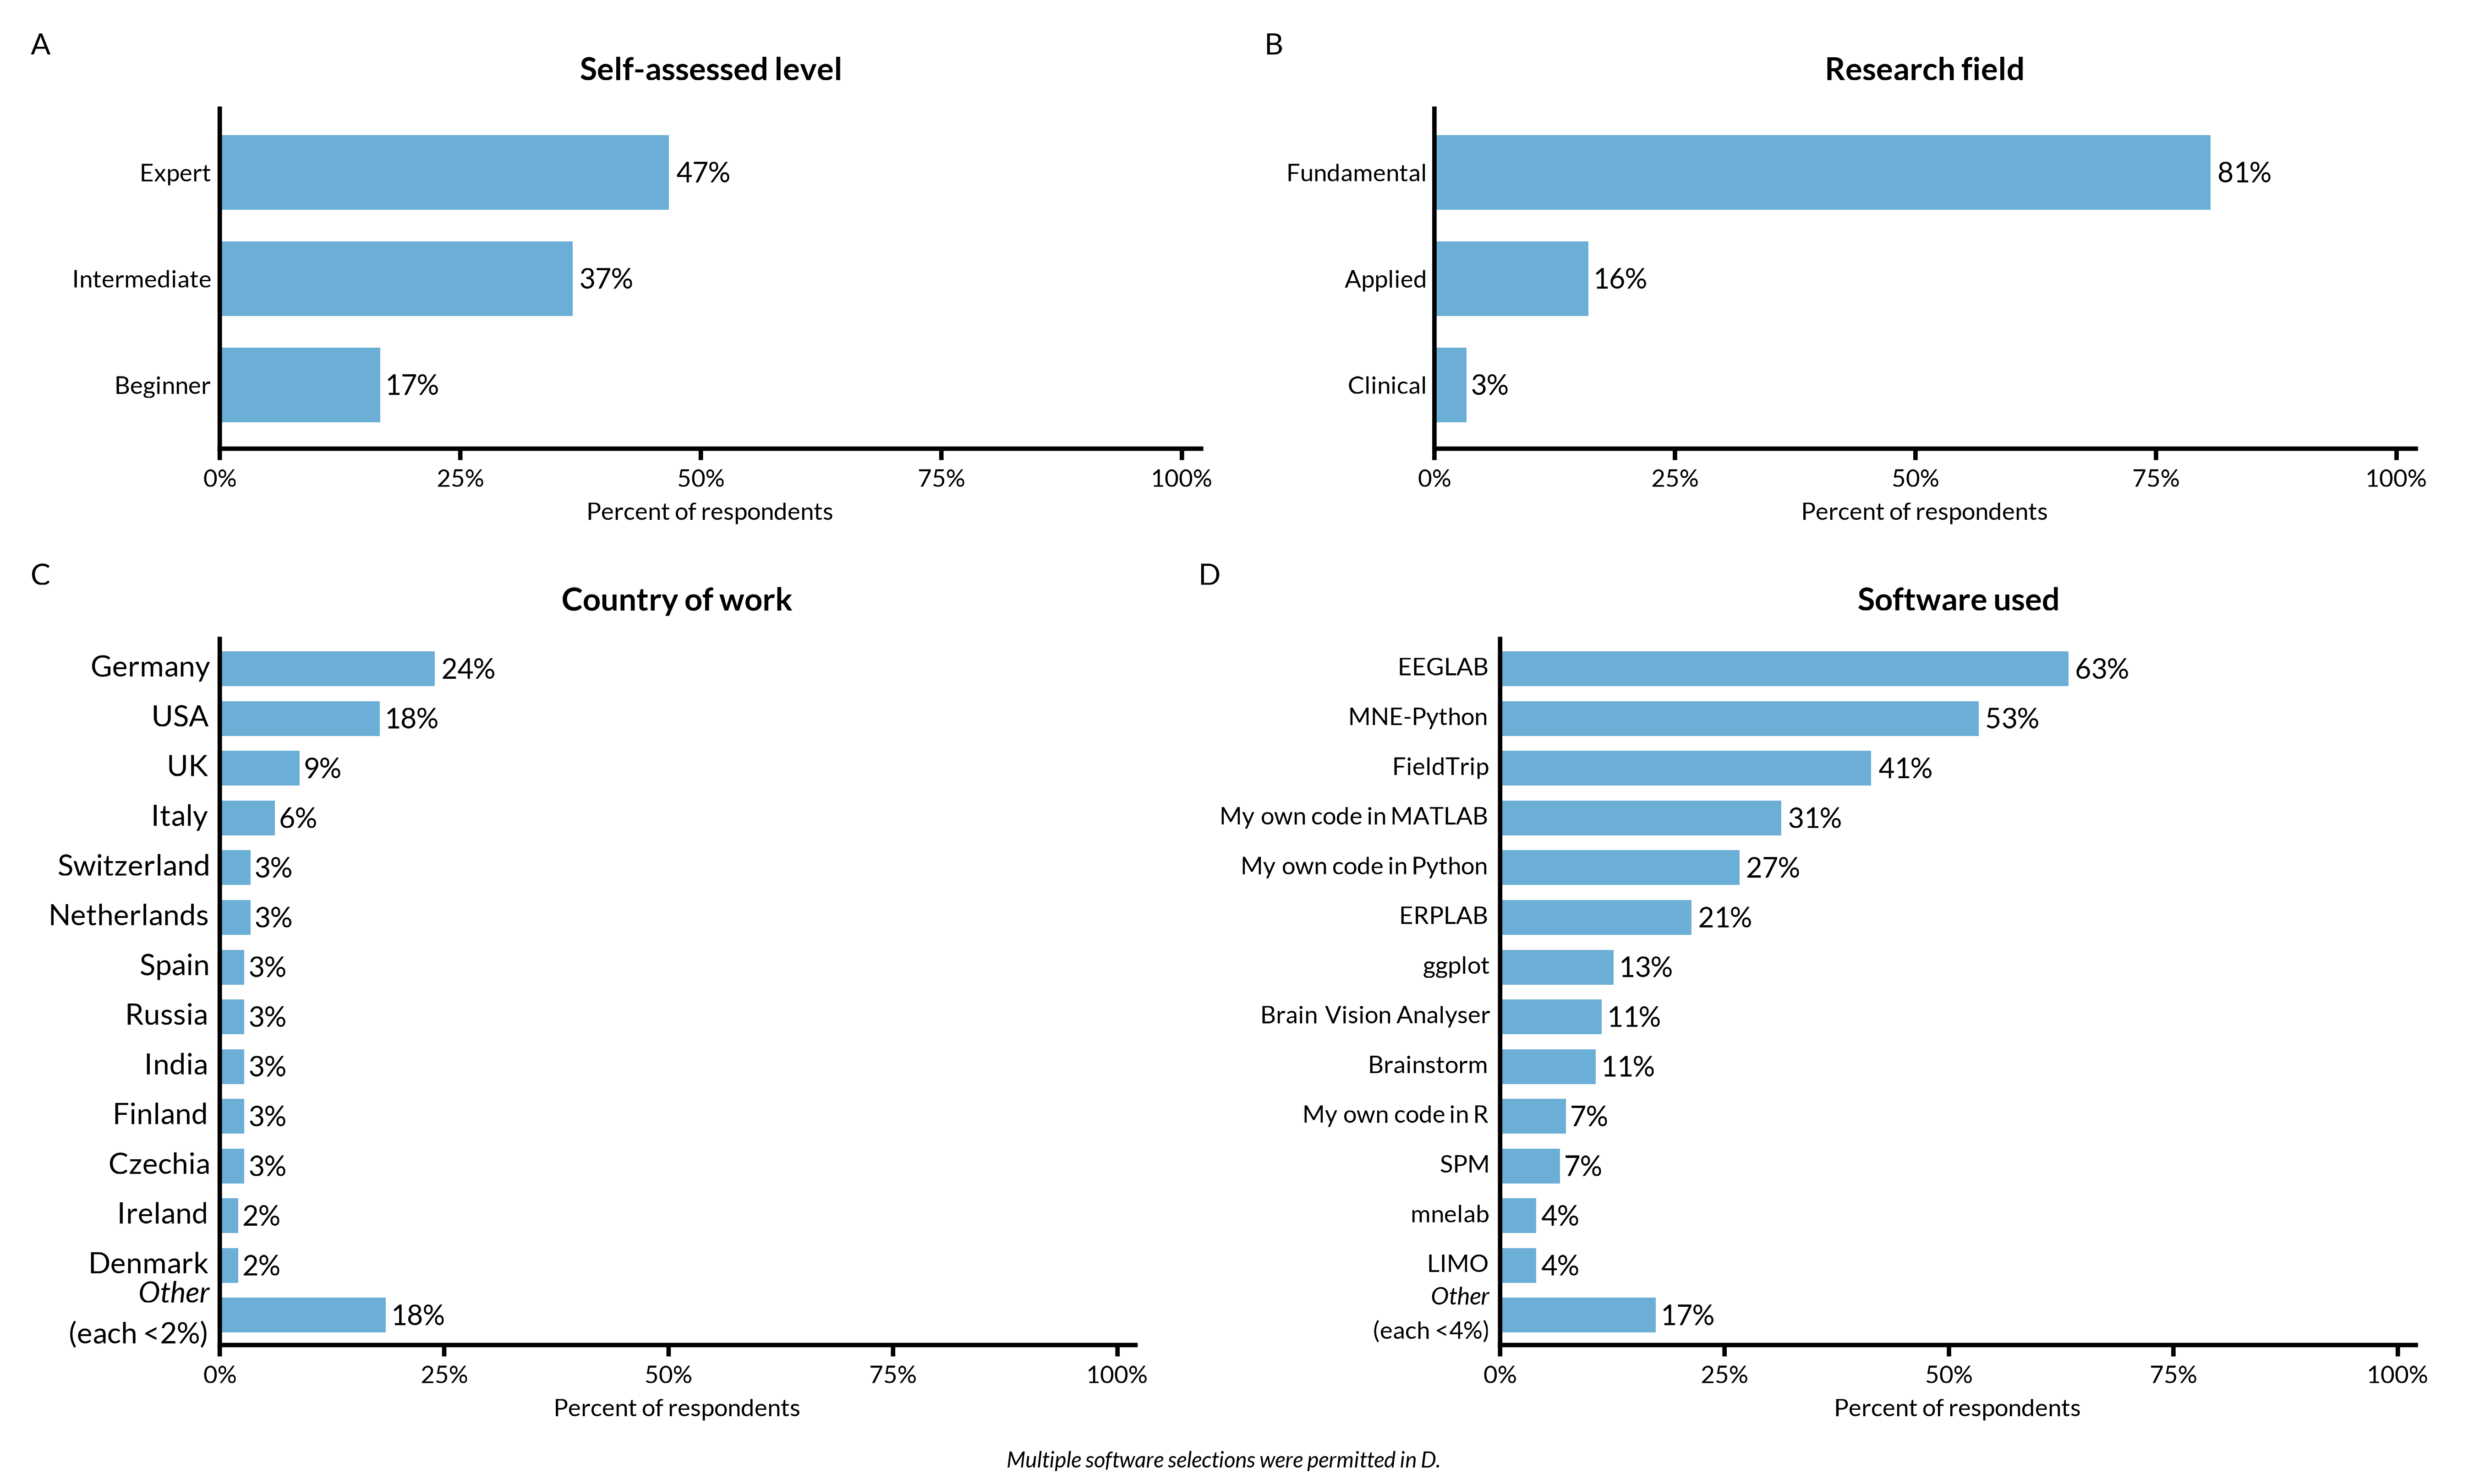 A
Self-assessed level
Expert 47%
Intermediate 37%
Beginner 17%
0% 25% 50% 75% 100%
Percent of respondents
B
Research field
Fundamental 81%
Applied 16%
Clinical 3%
0% 25% 50% 75% 100%
Percent of respondents
C
Country of work
Germany 24%
USA 18%
UK 9%
Italy 6%
Switzerland 3%
Netherlands 3%
Spain 3%
Russia 3%
India 3%
Finland 3%
Czechia 3%
Ireland 2%
Denmark 2%
Other
(each <2%) 18%
0% 25% 50% 75% 100%
Percent of respondents
D
Software used
EEGLAB 63%
MNE-Python 53%
FieldTrip 41%
My own code in MATLAB 31%
My own code in Python 27%
ERPLAB 21%
ggplot 13%
Brain Vision Analyser 11%
Brainstorm 11%
My own code in R 7%
SPM 7%
mnelab 4%
LIMO 4%
Other
(each <4%) 17%
0% 25% 50% 75% 100%
Percent of respondents
Multiple software selections were permitted in D.